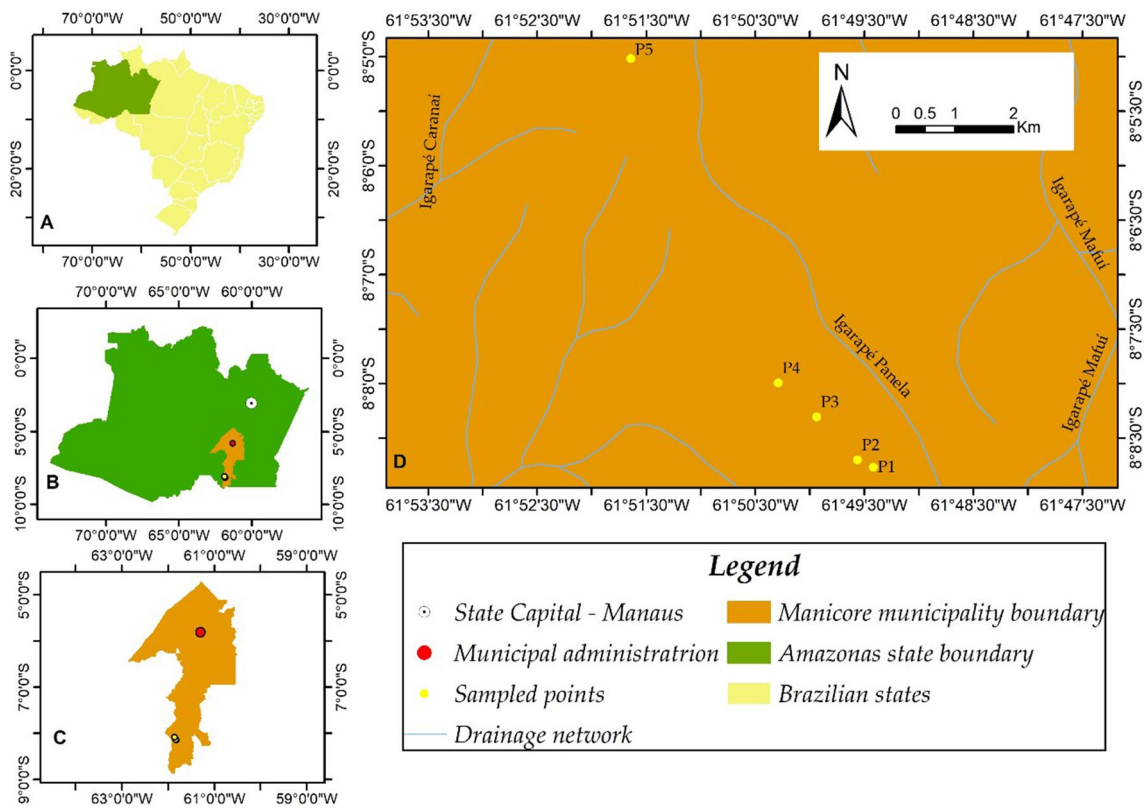 70°0'0"W 50°0'0"W 30°0'0"W
0°0'0"
20°0'0"S
0°0'0"
20°0'0"S
A
70°0'0"W 50°0'0"W 30°0'0"W
70°0'0"W 65°0'0"W 60°0'0"W
0°0'0"
5°0'0"S
10°0'0"S
0°0'0"
5°0'0"S
10°0'0"S
B
70°0'0"W 65°0'0"W 60°0'0"W
63°0'0"W 61°0'0"W 59°0'0"W
5°0'0"S
7°0'0"S
9°0'0"S
5°0'0"S
7°0'0"S
9°0'0"S
C
63°0'0"W 61°0'0"W 59°0'0"W
61°53'30"W 61°52'30"W 61°51'30"W 61°50'30"W 61°49'30"W 61°48'30"W 61°47'30"W
8°5'0"S
8°6'0"S
8°7'0"S
8°8'0"S
8°5'30"S
8°6'30"S
8°7'30"S
8°8'30"S
P5
N
0 0.5 1 2
Km
Igarapé Caranaí
Igarapé Mafuí
Igarapé Panela
Igarapé Mafuí
P4
P3
P2
P1
D
61°53'30"W 61°52'30"W 61°51'30"W 61°50'30"W 61°49'30"W 61°48'30"W 61°47'30"W
Legend
State Capital - Manaus
Municipal administratrion
Sampled points
Drainage network
Manicore municipality boundary
Amazonas state boundary
Brazilian states